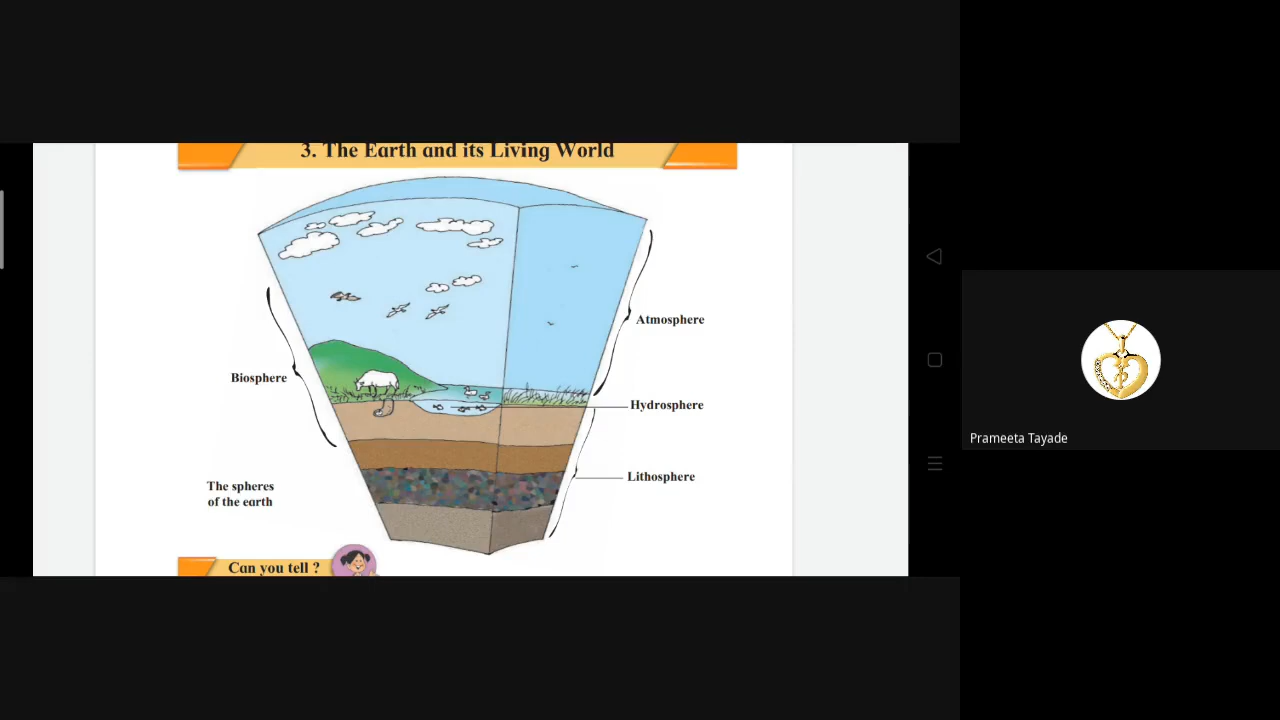 3. The Earth and its Living World
Atmosphere
Biosphere
Hydrosphere
Lithosphere
The spheres
of the earth
Can you tell ?
Prameeta Tayade